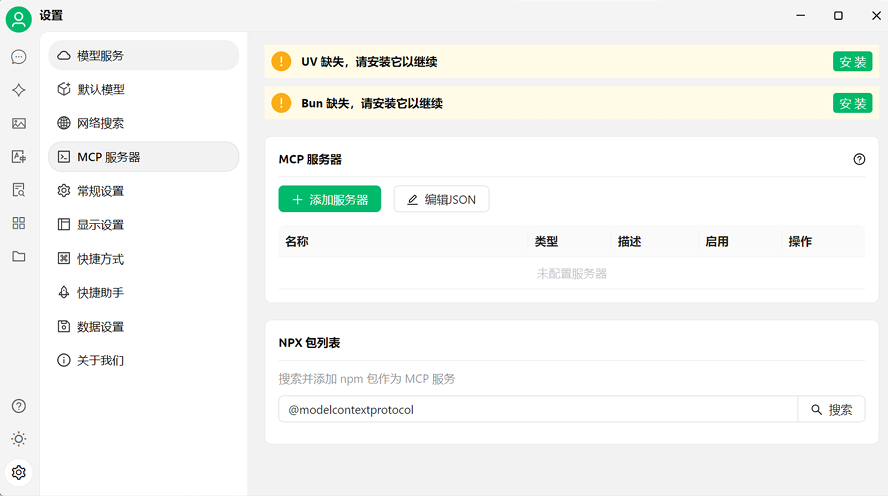 设置
模型服务
默认模型
网络搜索
MCP 服务器
常规设置
显示设置
快捷方式
快捷助手
数据设置
关于我们
UV 缺失，请安装它以继续
安 装
Bun 缺失，请安装它以继续
安 装
MCP 服务器
添加服务器 编辑JSON
名称 类型 描述 启用 操作
未配置服务器
NPX 包列表
搜索并添加 npm 包作为 MCP 服务
@modelcontextprotocol 搜索